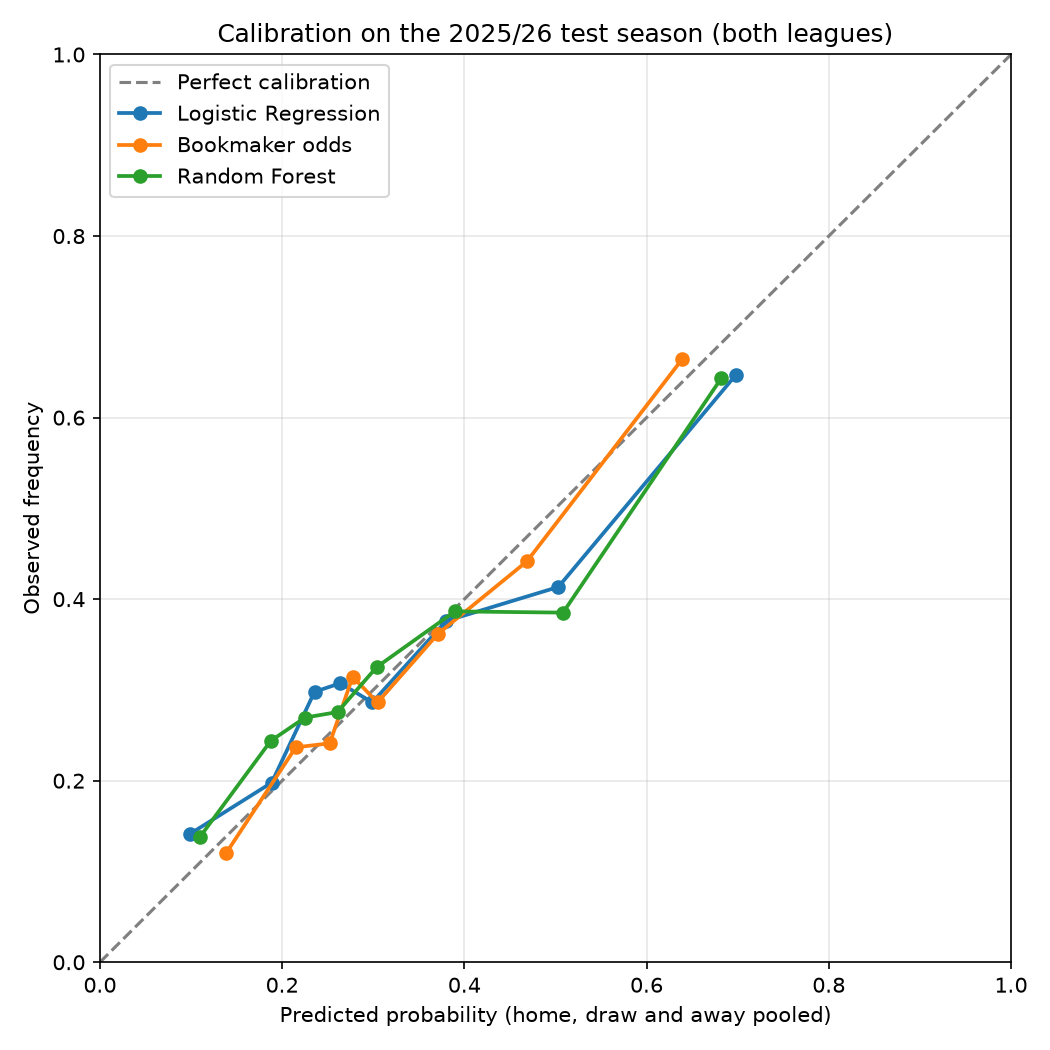 Calibration on the 2025/26 test season (both leagues)
Perfect calibration
Logistic Regression
Bookmaker odds
Random Forest
Observed frequency
1.0
0.8
0.6
0.4
0.2
0.0
0.0 0.2 0.4 0.6 0.8 1.0
Predicted probability (home, draw and away pooled)